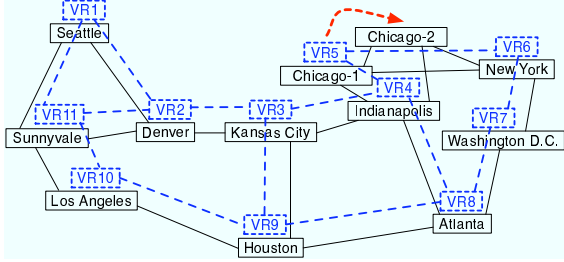 VR1
Seattle
Chicago-2
VR5
VR6
Chicago-1
New York
VR4
VR11
VR2
VR3
Indianapolis
VR7
Sunnyvale
Denver
Kansas City
Washington D.C.
VR10
Los Angeles
VR9
VR8
Atlanta
Houston